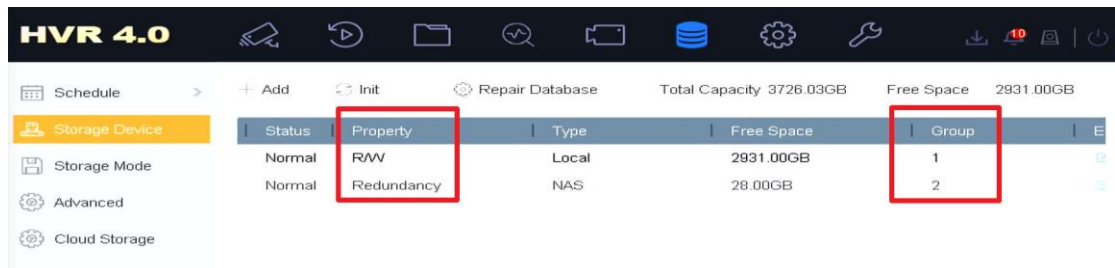 HVR 4.0
10
Schedule >
+ Add Init Repair Database Total Capacity 3726.03GB Free Space 2931.00GB
Storage Device
Status Property Type Free Space Group E
Normal R/W Local 2931.00GB 1
Storage Mode
Normal Redundancy NAS 28.00GB 2
Advanced
Cloud Storage